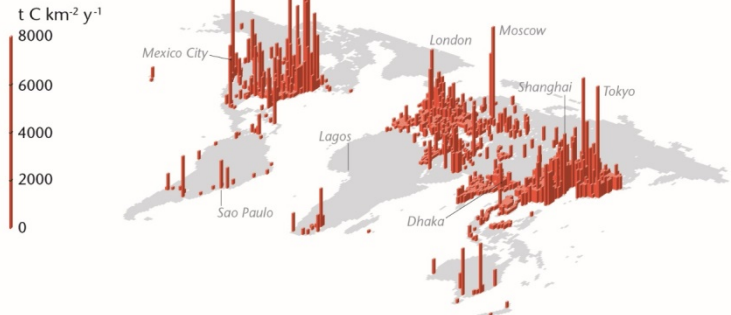 t C km⁻² y⁻¹
8000
6000
4000
2000
0
Mexico City
London
Moscow
Shanghai
Tokyo
Lagos
Sao Paulo
Dhaka